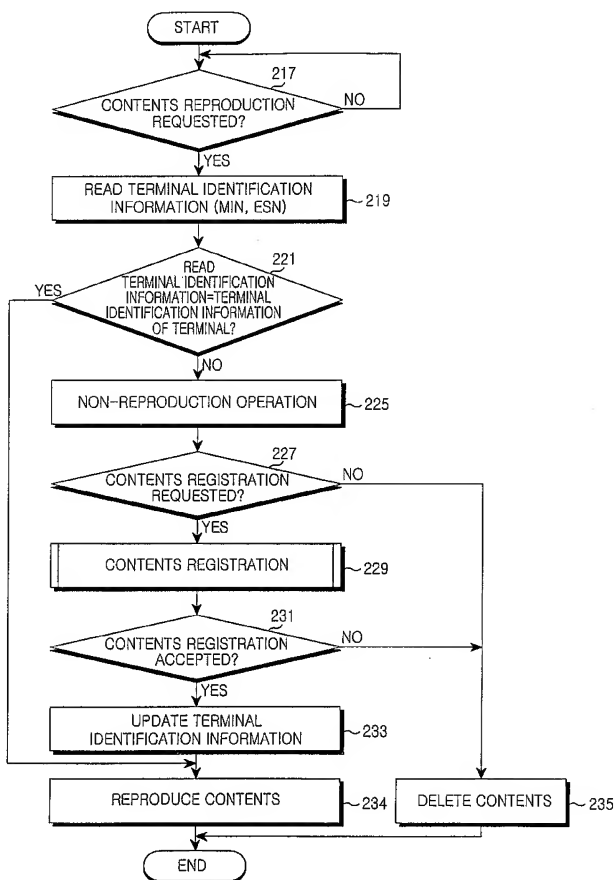 START
217
CONTENTS REPRODUCTION
REQUESTED?
NO
YES
READ TERMINAL IDENTIFICATION
INFORMATION (MIN, ESN)
219
221
READ
TERMINAL IDENTIFICATION
INFORMATION=TERMINAL
IDENTIFICATION INFORMATION
OF TERMINAL?
YES
NO
NON-REPRODUCTION OPERATION
225
227
CONTENTS REGISTRATION
REQUESTED?
NO
YES
CONTENTS REGISTRATION
229
231
CONTENTS REGISTRATION
ACCEPTED?
NO
YES
UPDATE TERMINAL
IDENTIFICATION INFORMATION
233
REPRODUCE CONTENTS
234
DELETE CONTENTS
235
END